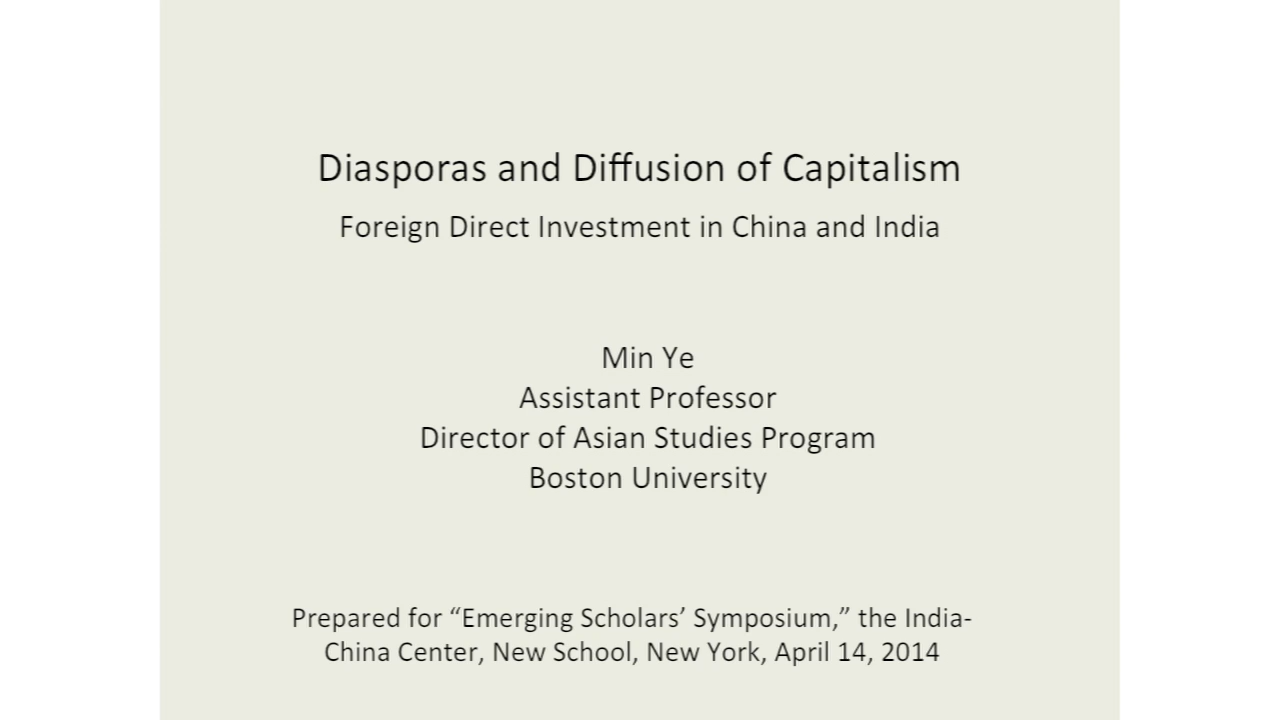 Diasporas and Diffusion of Capitalism
Foreign Direct Investment in China and India
Min Ye
Assistant Professor
Director of Asian Studies Program
Boston University
Prepared for “Emerging Scholars’ Symposium,” the India-
China Center, New School, New York, April 14, 2014